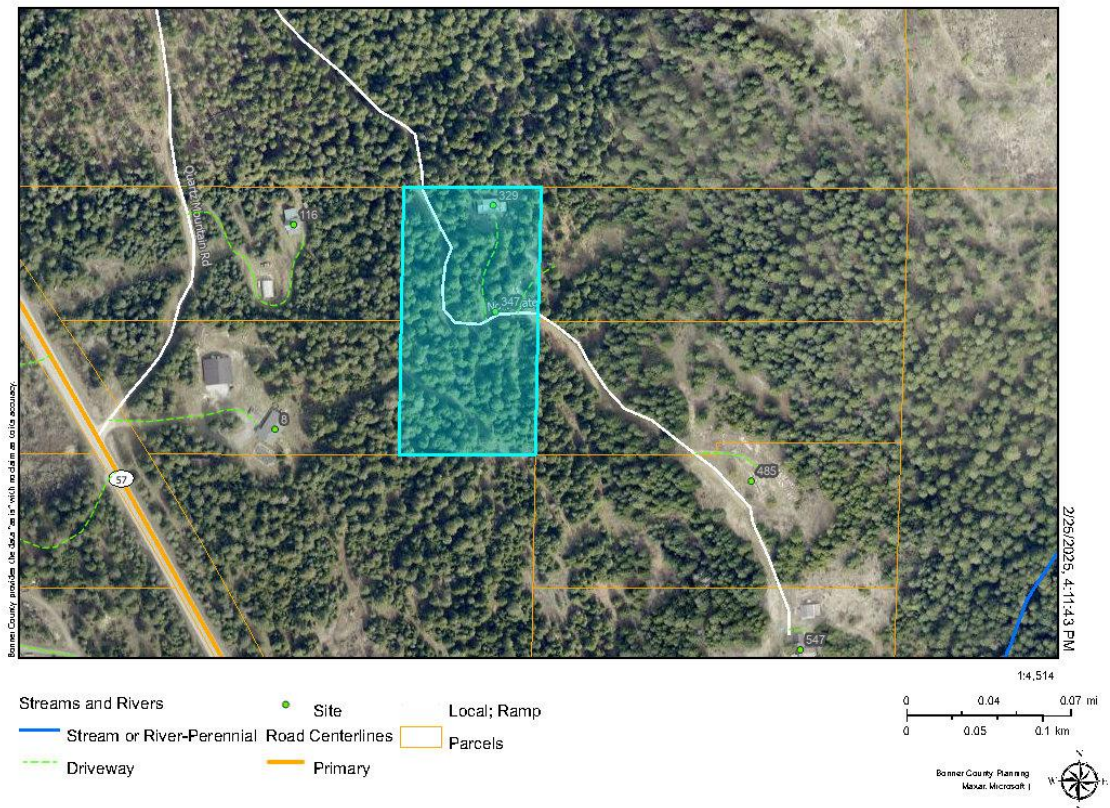 Quartz Mountain Rd
116
329
347
8
57
485
547
Bonner County provides the data "as is" with no claim as to its accuracy.
2/25/2025, 4:11:43 PM
1:4,514
Streams and Rivers
Stream or River-Perennial
Driveway
Site
Road Centerlines
Primary
Local; Ramp
Parcels
0 0.04 0.07 mi
0 0.05 0.1 km
Bonner County Planning
Maxar, Microsoft |
N
W E